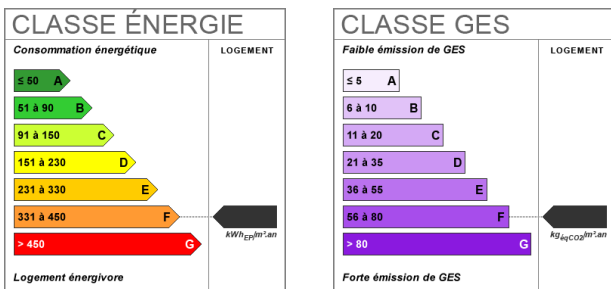 CLASSE ÉNERGIE
Consommation énergétique
LOGEMENT
≤ 50 A
51 à 90 B
91 à 150 C
151 à 230 D
231 à 330 E
331 à 450 F
kWhEP/m².an
> 450 G
Logement énergivore
CLASSE GES
Faible émission de GES
LOGEMENT
≤ 5 A
6 à 10 B
11 à 20 C
21 à 35 D
36 à 55 E
56 à 80 F
kgéqCO2/m².an
> 80 G
Forte émission de GES